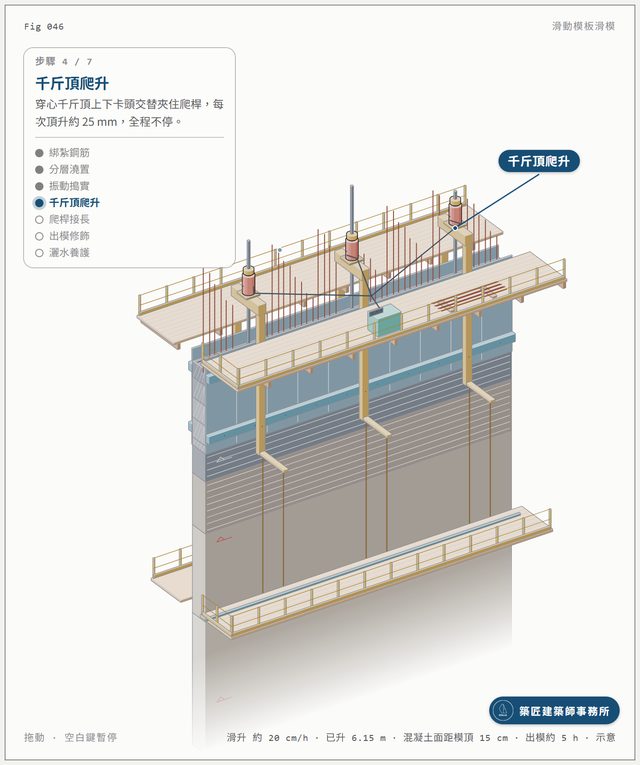 Fig 046
滑動模板滑模
步驟 4 / 7
千斤頂爬升
穿心千斤頂上下卡頭交替夾住爬桿，每
次頂升約 25 mm，全程不停。
綁紮鋼筋
分層澆置
振動搗實
千斤頂爬升
爬桿接長
出模修飾
灑水養護
千斤頂爬升
築匠建築師事務所
拖動 · 空白鍵暫停
滑升 約 20 cm/h · 已升 6.15 m · 混凝土面距模頂 15 cm · 出模約 5 h · 示意